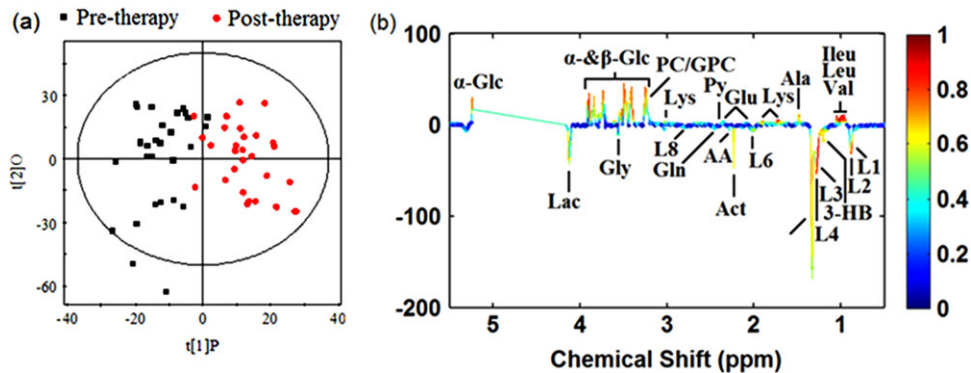 (a)
Pre-therapy
Post-therapy
t[2]O
30
0
-30
-60
-40
-20
0
20
40
t[1]P
(b)
100
0
-100
-200
α-Glc
α-&β-Glc
PC/GPC
Lys
Py
Glu
Lys
Ala
Ileu
Leu
Val
Lac
Gly
L8
Gln
AA
Act
L6
L4
L3
3-HB
L2
L1
5
4
3
2
1
Chemical Shift (ppm)
1
0.8
0.6
0.4
0.2
0